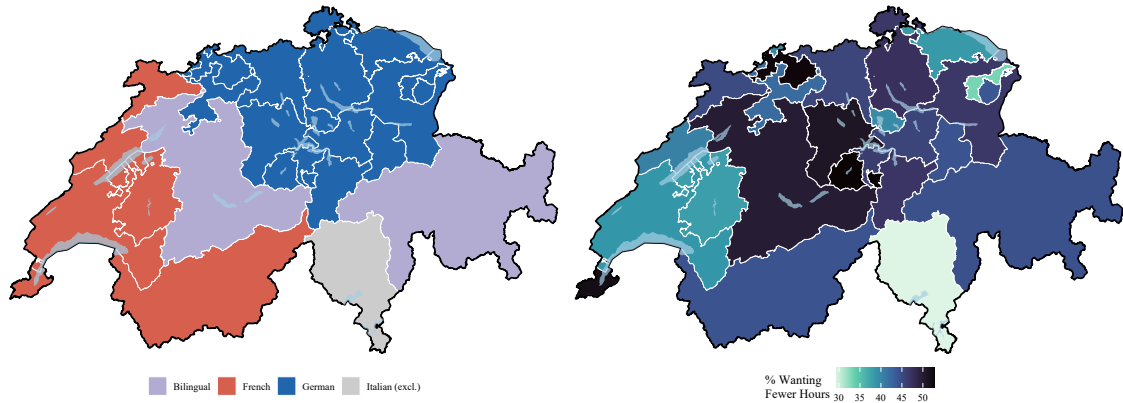 Bilingual French German Italian (excl.)
% Wanting
Fewer Hours
30 35 40 45 50